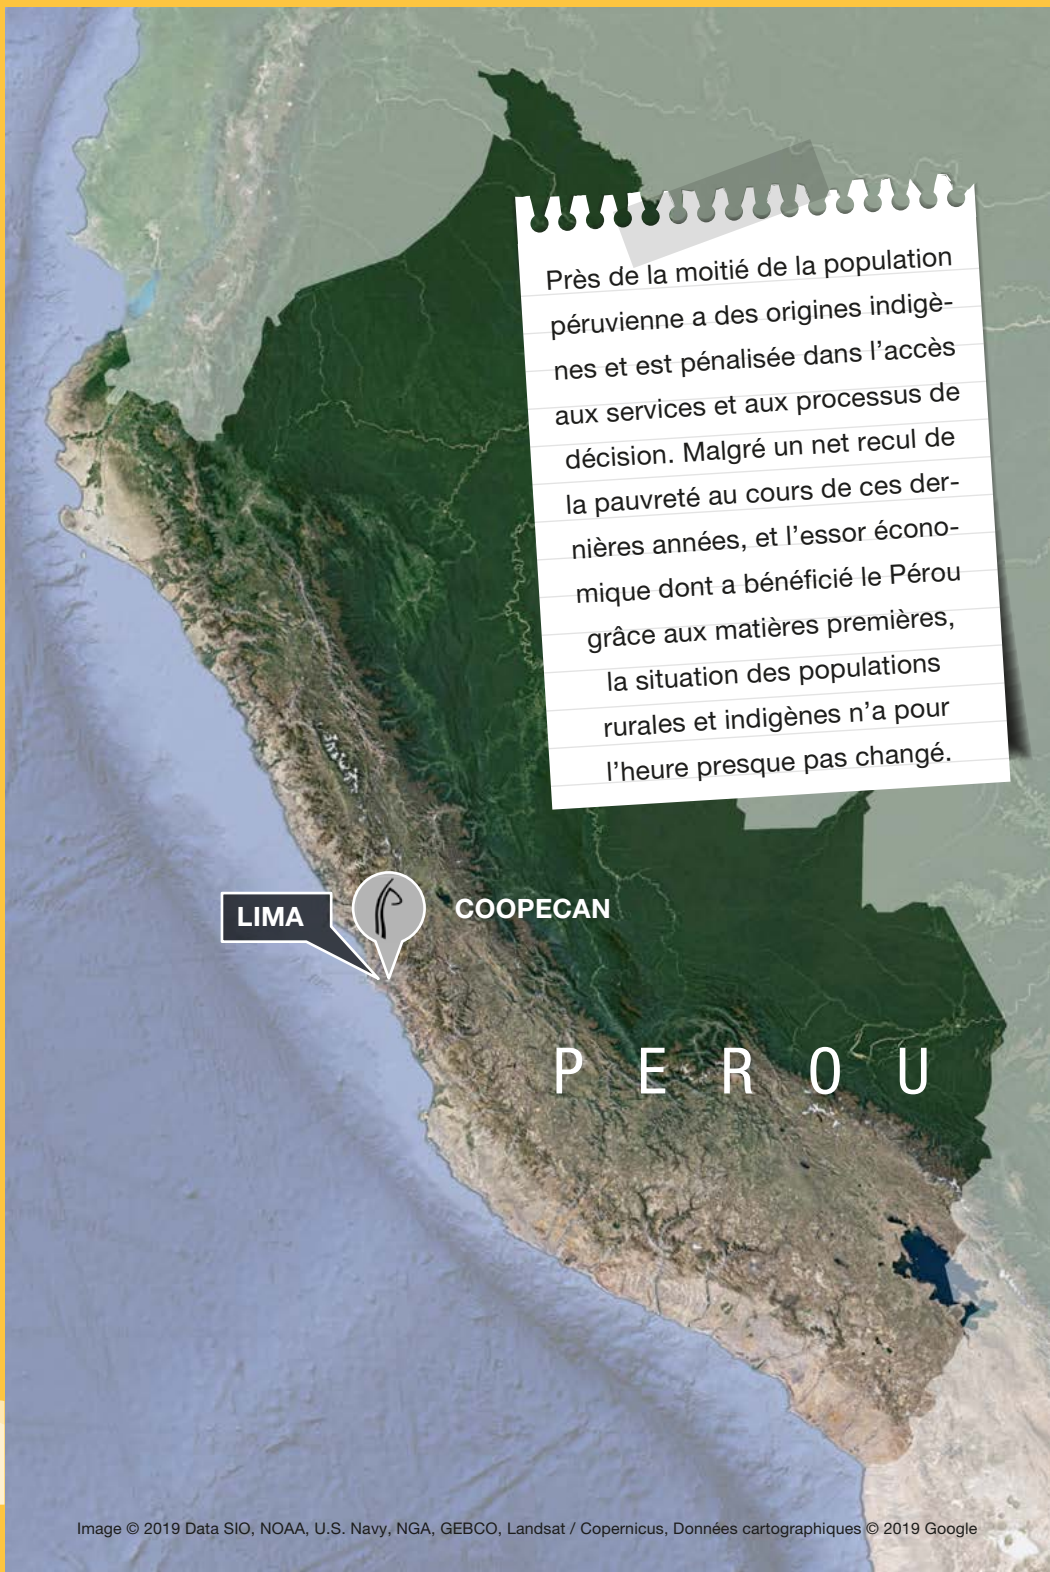 Près de la moitié de la population
péruvienne a des origines indigè-
nes et est pénalisée dans l'accès
aux services et aux processus de
décision. Malgré un net recul de
la pauvreté au cours de ces der-
nières années, et l'essor écono-
mique dont a bénéficié le Pérou
grâce aux matières premières,
la situation des populations
rurales et indigènes n'a pour
l'heure presque pas changé.
LIMA
COOPECAN
PEROU
Image © 2019 Data SIO, NOAA, U.S. Navy, NGA, GEBCO, Landsat / Copernicus, Données cartographiques © 2019 Google